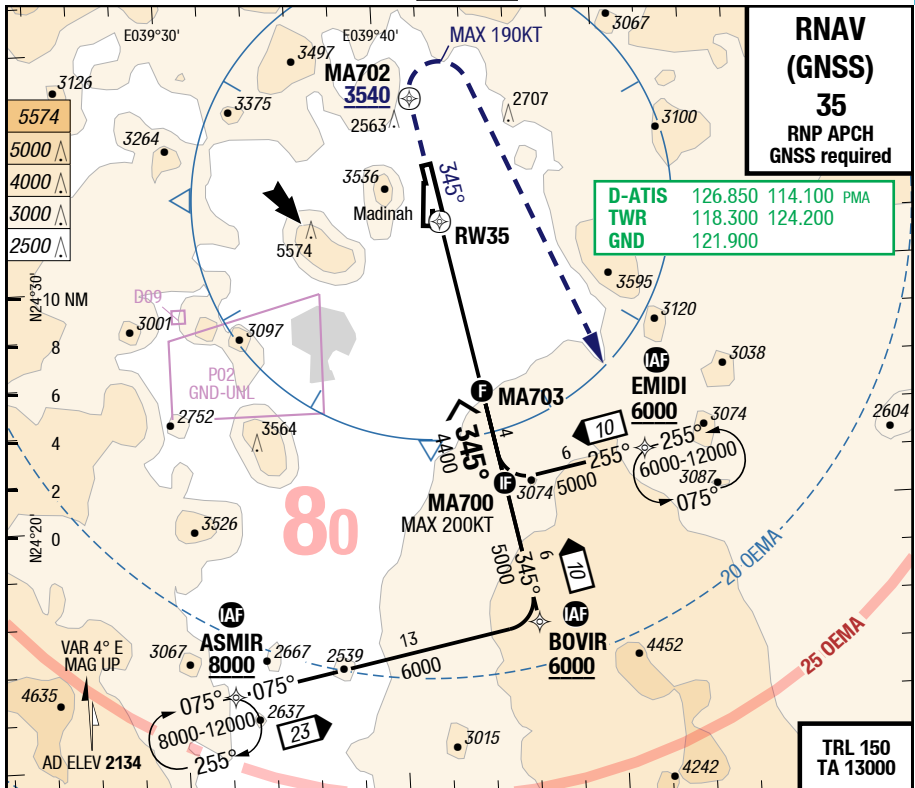 E039°30'
E039°40'
3067
MAX 190KT
RNAV
(GNSS)
35
RNP APCH
GNSS required
3497
MA702
3540
3126
3375
2563
2707
3100
5574
5000
4000
3000
2500
3264
3536
345°
Madinah
RW35
D-ATIS 126.850 114.100 PMA
TWR 118.300 124.200
GND 121.900
5574
3595
N24°30'
10 NM
D09
3001
3097
3120
8
P02
GND-UNL
IAF
EMIDI
6000
3038
6
F
MA703
2752
3564
10
3074
2604
4
4400
345°
4
6
255°
5000
255°
6000-12000
3087
075°
3074
IF
MA700
MAX 200KT
2
3526
80
N24°20'
0
5000
6
345°
10
20 OEMA
IAF
ASMIR
8000
IAF
BOVIR
6000
VAR 4° E
MAG UP
3067
2667
2539
13
6000
4452
25 OEMA
4635
075°
075°
8000-12000
2637
255°
23
3015
AD ELEV 2134
4242
TRL 150
TA 13000